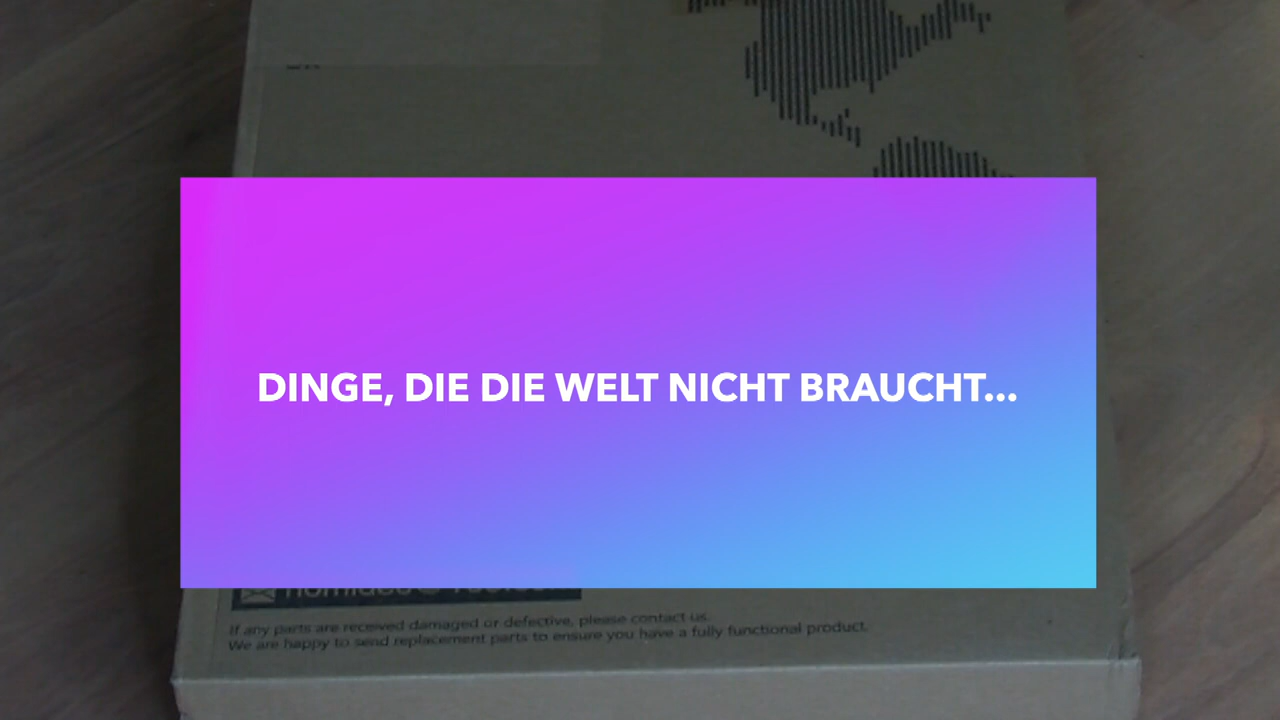 DINGE, DIE DIE WELT NICHT BRAUCHT...
If any parts are received damaged or defective, please contact us.
We are happy to send replacement parts to ensure you have a fully functional product.